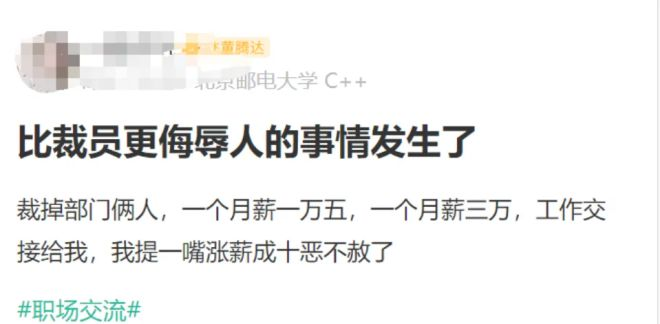 董腾达
北京邮电大学 C++
比裁员更侮辱人的事情发生了
裁掉部门俩人，一个月薪一万五，一个月薪三万，工作交
接给我，我提一嘴涨薪成十恶不赦了
#职场交流#